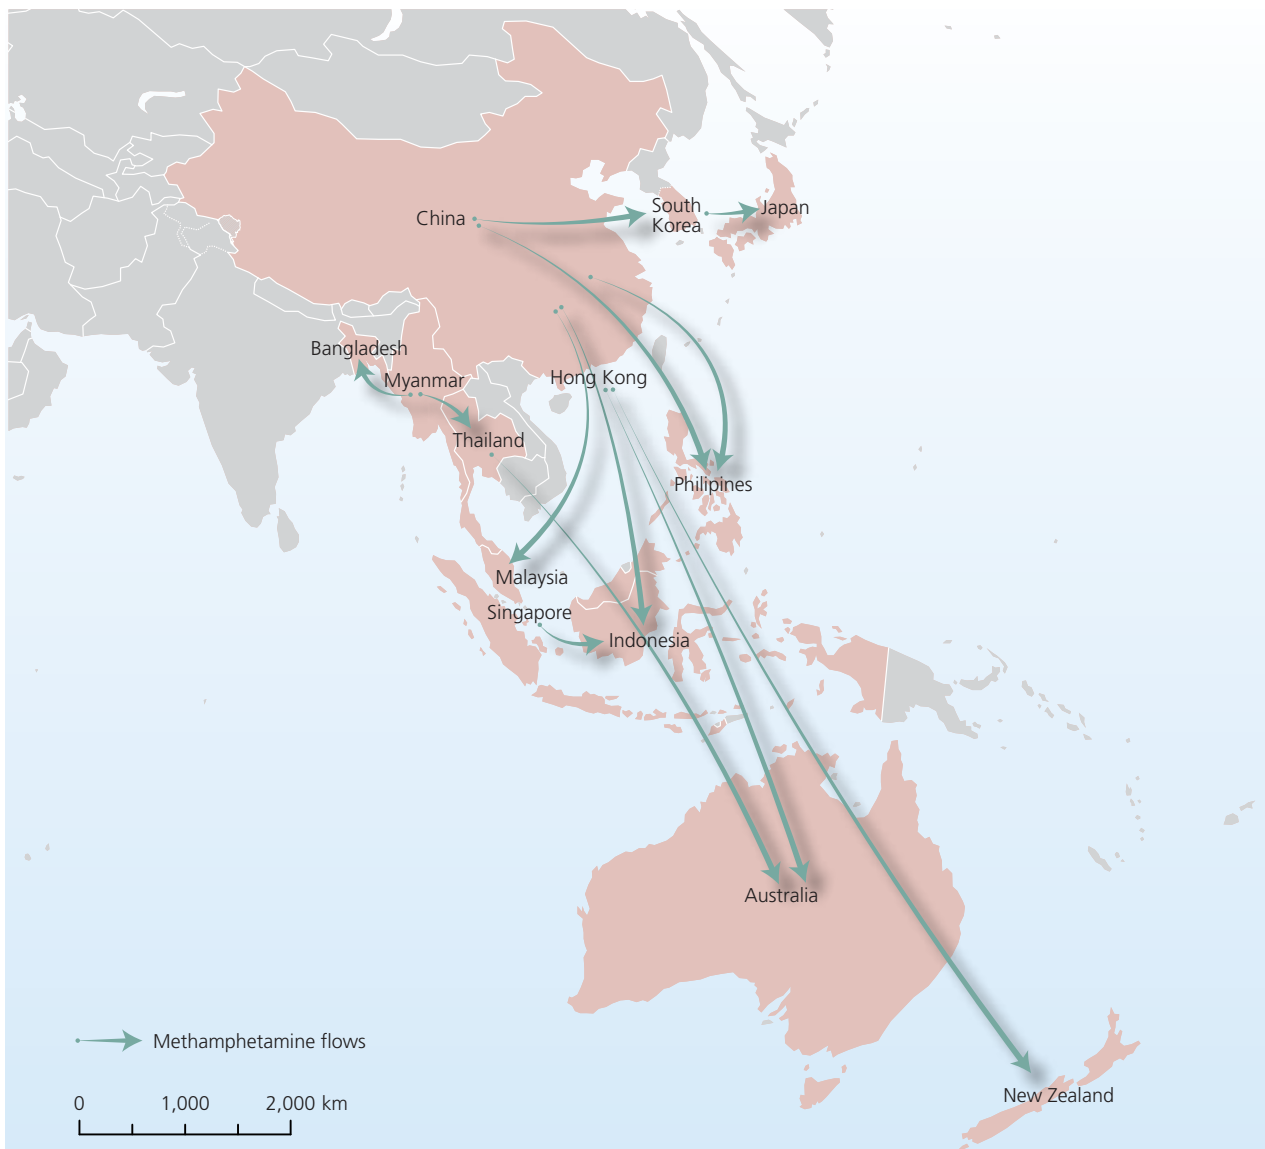 China
South
Korea
Japan
Bangladesh
Myanmar
Hong Kong
Thailand
Philipines
Malaysia
Singapore
Indonesia
Australia
Methamphetamine flows
New Zealand
0 1,000 2,000 km